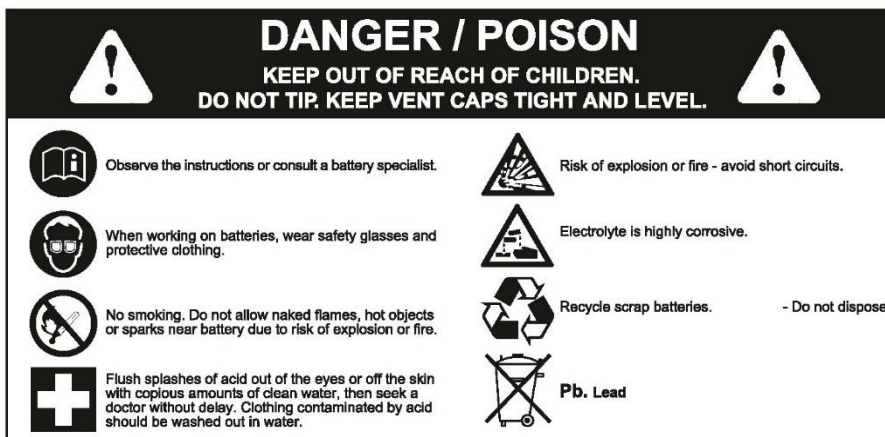 DANGER / POISON
KEEP OUT OF REACH OF CHILDREN.
DO NOT TIP. KEEP VENT CAPS TIGHT AND LEVEL.
Observe the instructions or consult a battery specialist.
When working on batteries, wear safety glasses and
protective clothing.
No smoking. Do not allow naked flames, hot objects
or sparks near battery due to risk of explosion or fire.
Flush splashes of acid out of the eyes or off the skin
with copious amounts of clean water, then seek a
doctor without delay. Clothing contaminated by acid
should be washed out in water.
Risk of explosion or fire - avoid short circuits.
Electrolyte is highly corrosive.
Recycle scrap batteries. - Do not dispose
Pb. Lead